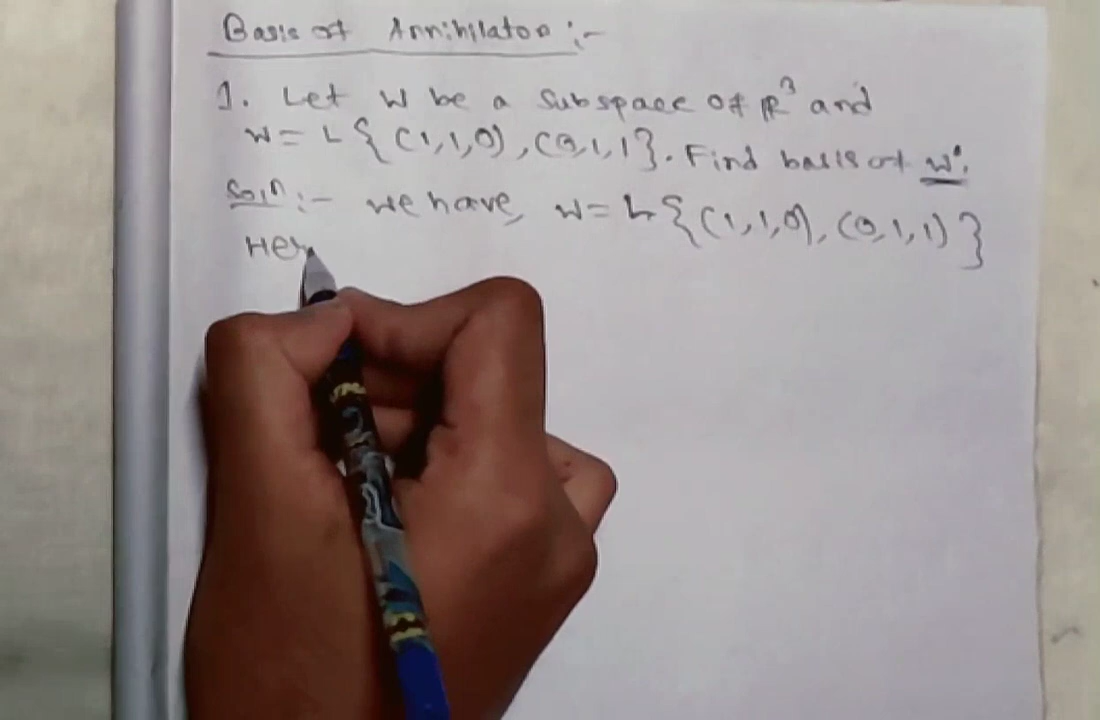 Basis of Annihilator :-
1. Let W be a subspace of ℝ³ and
W = L {(1,1,0), (0,1,1}. Find basis of W°.
Solⁿ :- we have, W = L {(1,1,0), (0,1,1)}
Her